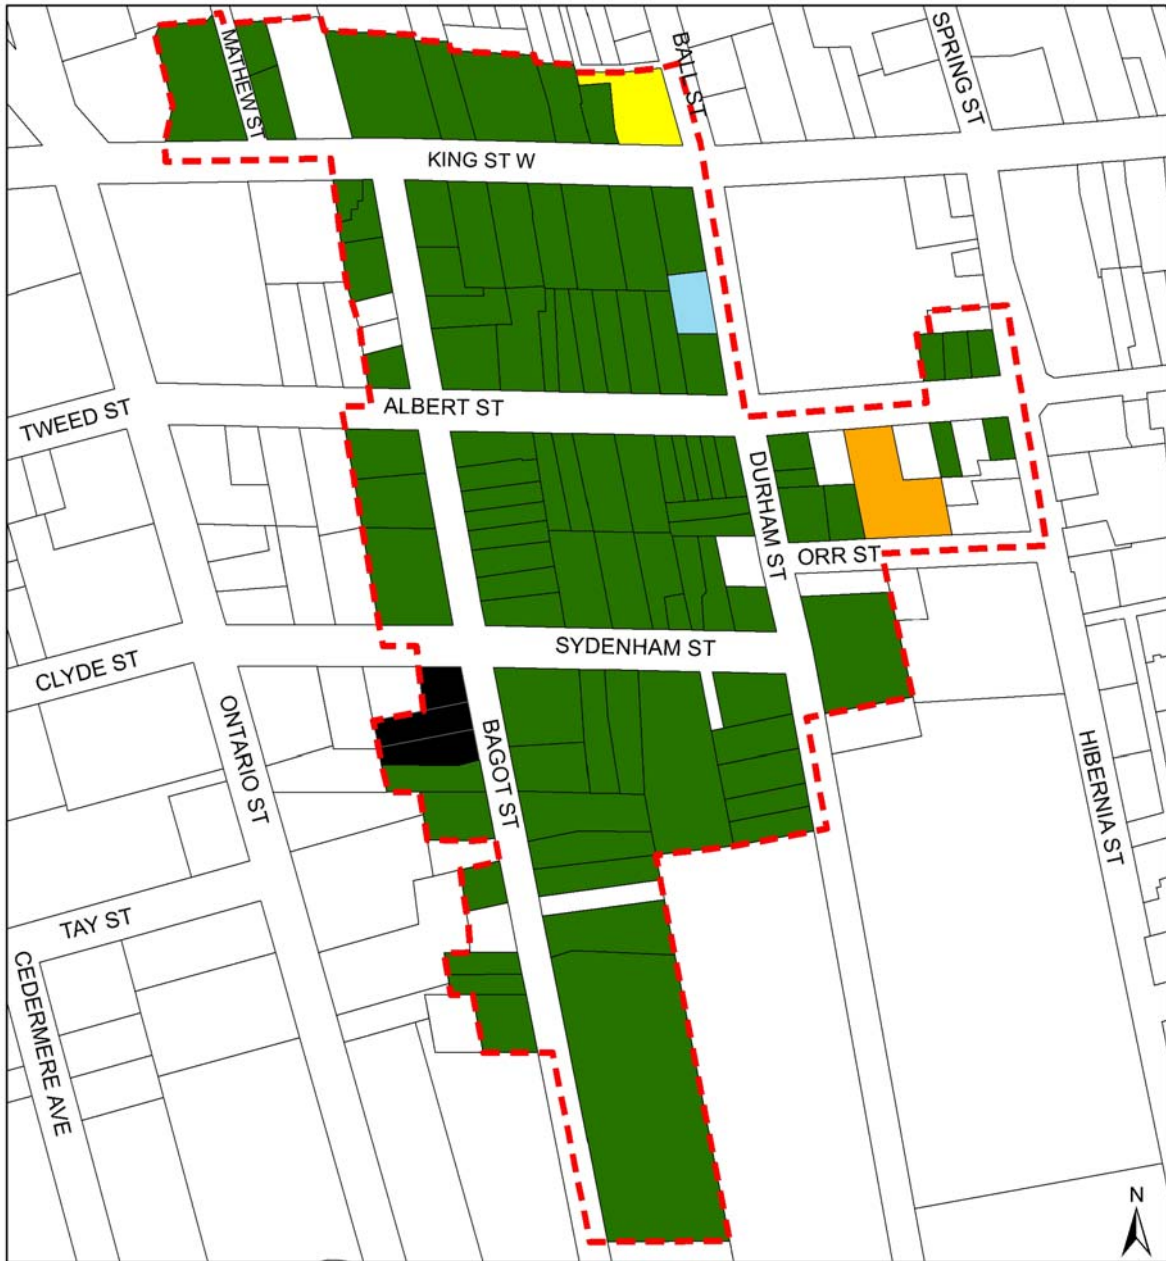 MATHEW ST
BALL ST
SPRING ST
KING ST W
ALBERT ST
TWEED ST
DURHAM ST
ORR ST
SYDENHAM ST
CLYDE ST
ONTARIO ST
BAGOT ST
HIBERNIA ST
TAY ST
CEDERMERE AVE
N